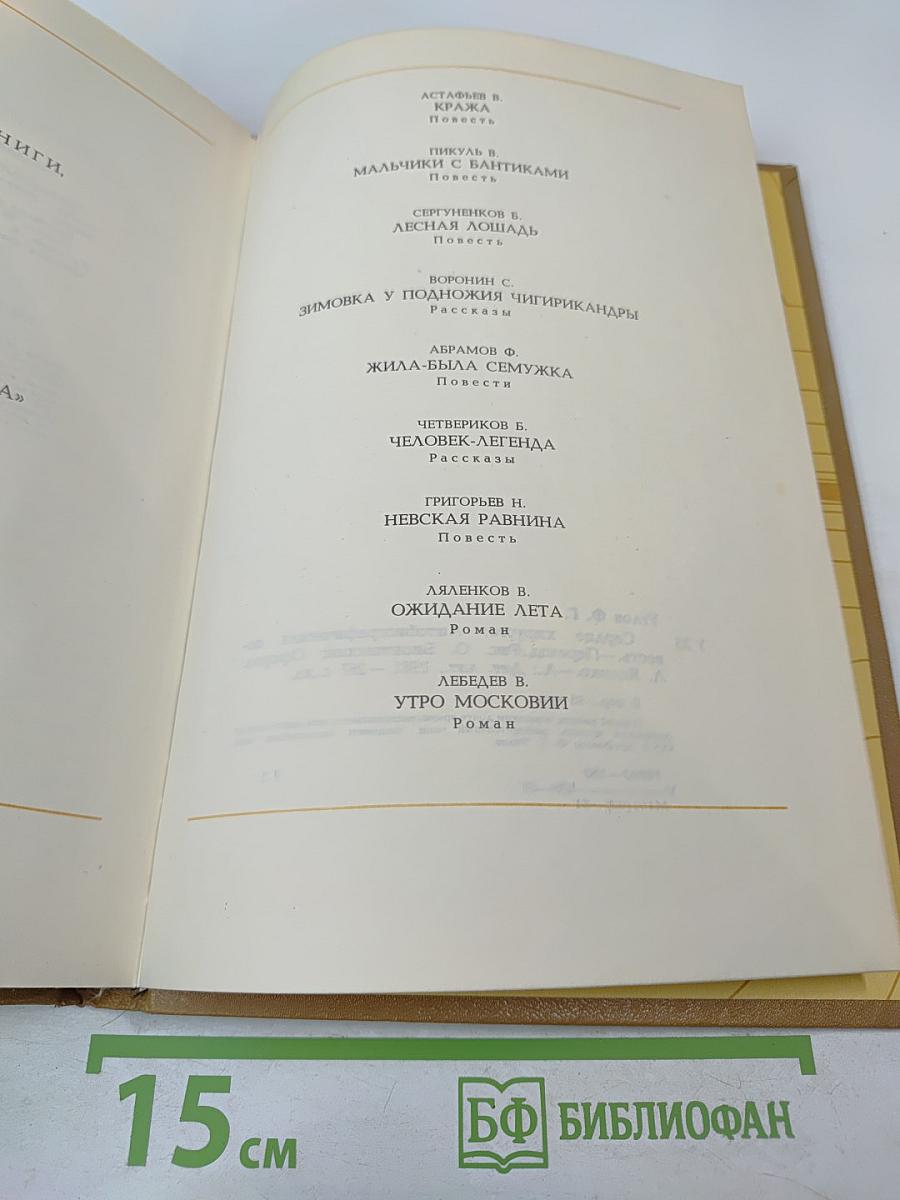 НИГИ,
А»
АСТАФЬЕВ В.
КРАЖА
Повесть
ПИКУЛЬ В.
МАЛЬЧИКИ С БАНТИКАМИ
Повесть
СЕРГУНЕНКОВ Б.
ЛЕСНАЯ ЛОШАДЬ
Повесть
ВОРОНИН С.
ЗИМОВКА У ПОДНОЖИЯ ЧИГИРИКАНДРЫ
Рассказы
АБРАМОВ Ф.
ЖИЛА-БЫЛА СЕМУЖКА
Повести
ЧЕТВЕРИКОВ Б.
ЧЕЛОВЕК-ЛЕГЕНДА
Рассказы
ГРИГОРЬЕВ Н.
НЕВСКАЯ РАВНИНА
Повесть
ЛЯЛЕНКОВ В.
ОЖИДАНИЕ ЛЕТА
Роман
ЛЕБЕДЕВ В.
УТРО МОСКОВИИ
Роман
15 см
БФ БИБЛИОФАН